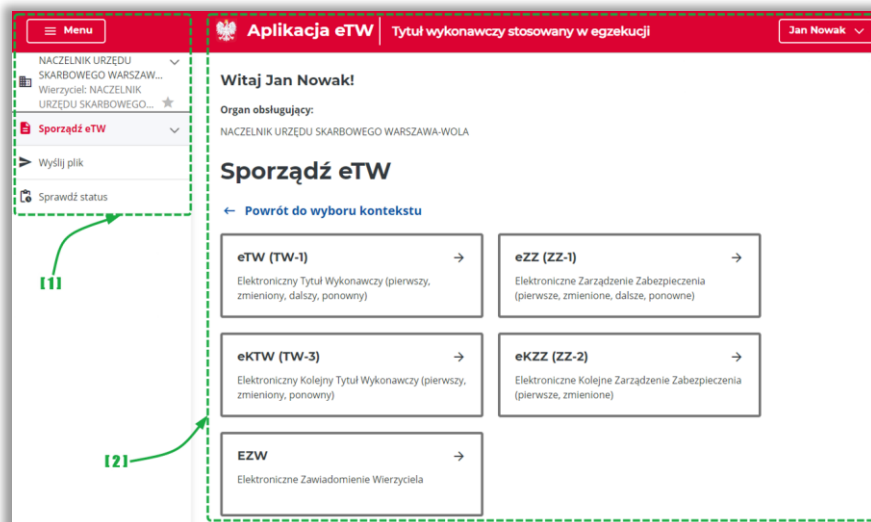 Menu
Aplikacja eTW
Tytuł wykonawczy stosowany w egzekucji
Jan Nowak
NACZELNIK URZĘDU
SKARBOWEGO WARSZAW...
Wierzyciel: NACZELNIK
URZĘDU SKARBOWEGO...
Sporządź eTW
Wyślij plik
Sprawdź status
[1]
Witaj Jan Nowak!
Organ obsługujący:
NACZELNIK URZĘDU SKARBOWEGO WARSZAWA-WOLA
Sporządź eTW
← Powrót do wyboru kontekstu
eTW (TW-1)
Elektroniczny Tytuł Wykonawczy (pierwszy,
zmieniony, dalszy, ponowny)
eZZ (ZZ-1)
Elektroniczne Zarządzenie Zabezpieczenia
(pierwsze, zmienione, dalsze, ponowne)
eKTW (TW-3)
Elektroniczny Kolejny Tytuł Wykonawczy (pierwszy,
zmieniony, ponowny)
eKZZ (ZZ-2)
Elektroniczne Kolejne Zarządzenie Zabezpieczenia
(pierwsze, zmienione)
[2]
EZW
Elektroniczne Zawiadomienie Wierzyciela